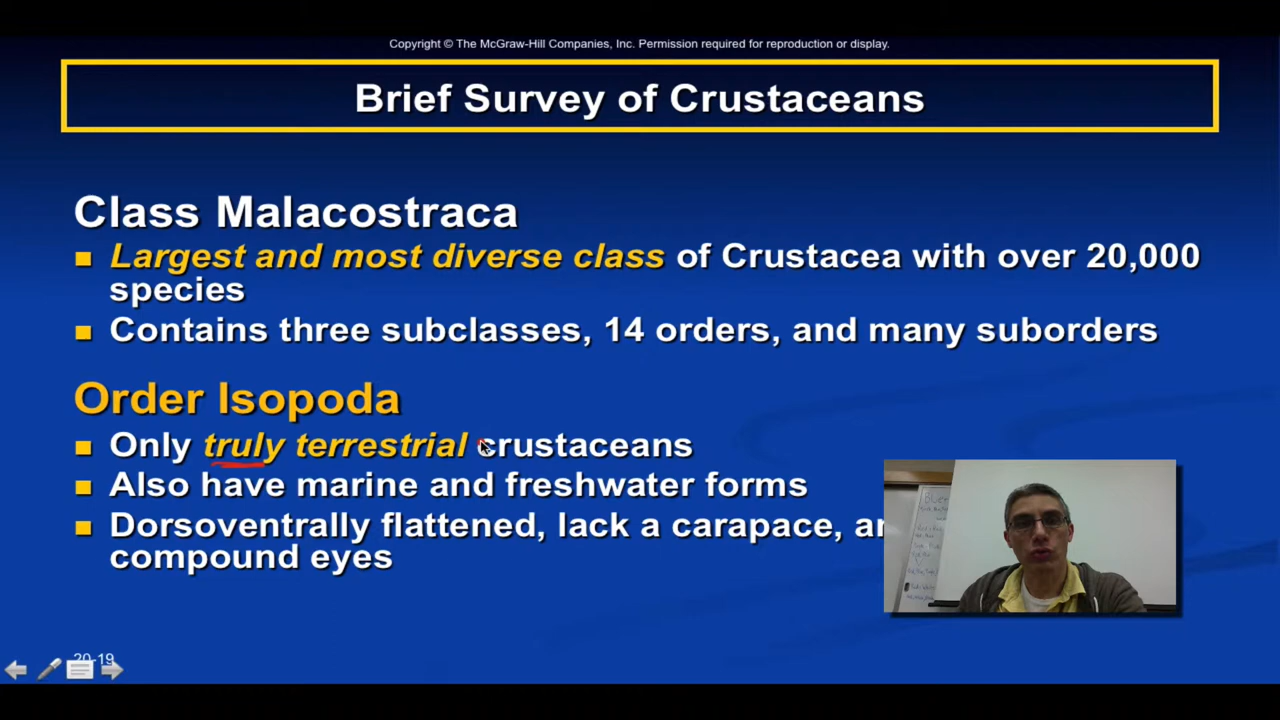 Copyright © The McGraw-Hill Companies, Inc. Permission required for reproduction or display.
Brief Survey of Crustaceans
Class Malacostraca
Largest and most diverse class of Crustacea with over 20,000
species
Contains three subclasses, 14 orders, and many suborders
Order Isopoda
Only truly terrestrial crustaceans
Also have marine and freshwater forms
Dorsoventrally flattened, lack a carapace,
compound eyes
20-19